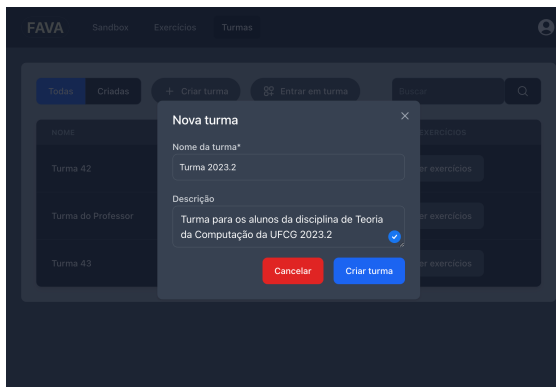 FAVA Sandbox Exercícios Turmas
Todas Criadas + Criar turma Entrar em turma Buscar
Nova turma
NOME EXERCÍCIOS
Nome da turma*
Turma 2023.2
Turma 42 er exercícios
Descrição
Turma para os alunos da disciplina de Teoria
da Computação da UFCG 2023.2
Turma do Professor er exercícios
Turma 43 Cancelar Criar turma er exercícios